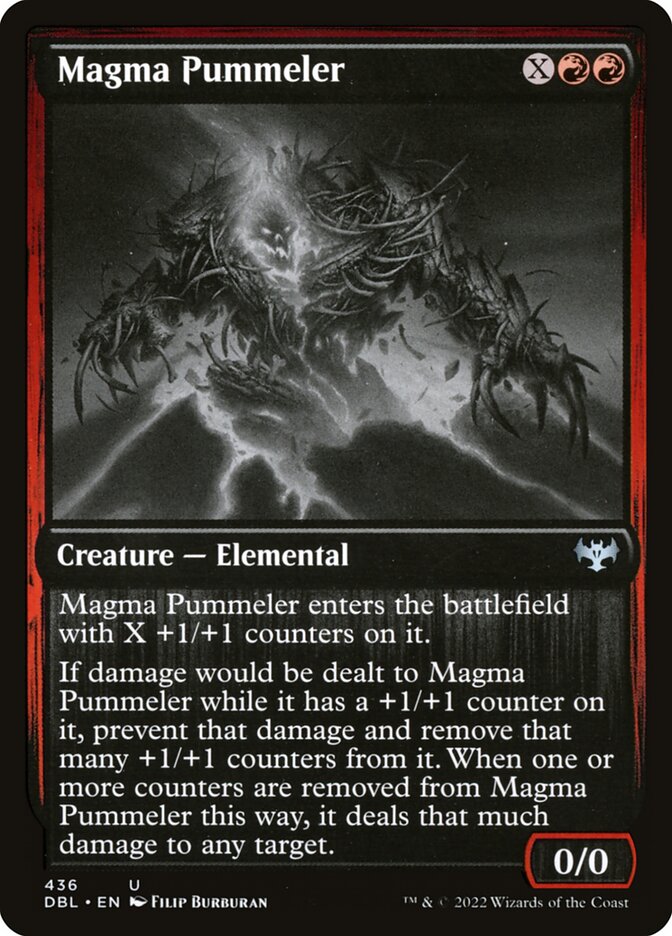 Magma Pummeler X
Creature — Elemental
Magma Pummeler enters the battlefield
with X +1/+1 counters on it.
If damage would be dealt to Magma
Pummeler while it has a +1/+1 counter on
it, prevent that damage and remove that
many +1/+1 counters from it. When one or
more counters are removed from Magma
Pummeler this way, it deals that much
damage to any target.
0/0
436 U
DBL • EN Filip Burburan ™ & © 2022 Wizards of the Coast